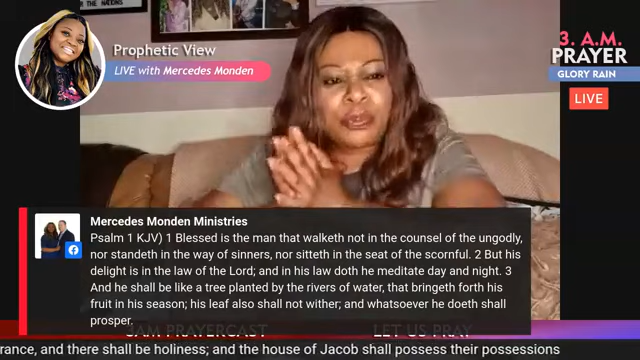 THE NATIONS
3. A.M.
PRAYER
GLORY RAIN
LIVE
Prophetic View
LIVE with Mercedes Monden
Mercedes Monden Ministries
Psalm 1 KJV) 1 Blessed is the man that walketh not in the counsel of the ungodly,
nor standeth in the way of sinners, nor sitteth in the seat of the scornful. 2 But his
delight is in the law of the Lord; and in his law doth he meditate day and night. 3
And he shall be like a tree planted by the rivers of water, that bringeth forth his
fruit in his season; his leaf also shall not wither; and whatsoever he doeth shall
prosper.
3AM PRAYERCAST LET US PRAY
rance, and there shall be holiness; and the house of Jacob shall possess their possessions